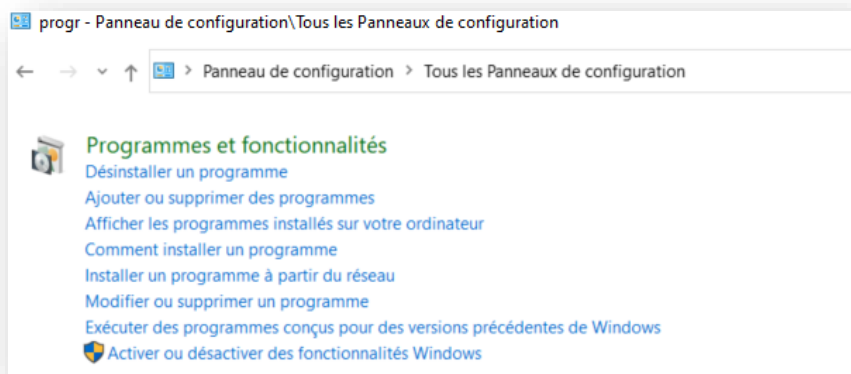 progr - Panneau de configuration\Tous les Panneaux de configuration
Panneau de configuration > Tous les Panneaux de configuration
Programmes et fonctionnalités
Désinstaller un programme
Ajouter ou supprimer des programmes
Afficher les programmes installés sur votre ordinateur
Comment installer un programme
Installer un programme à partir du réseau
Modifier ou supprimer un programme
Exécuter des programmes conçus pour des versions précédentes de Windows
Activer ou désactiver des fonctionnalités Windows